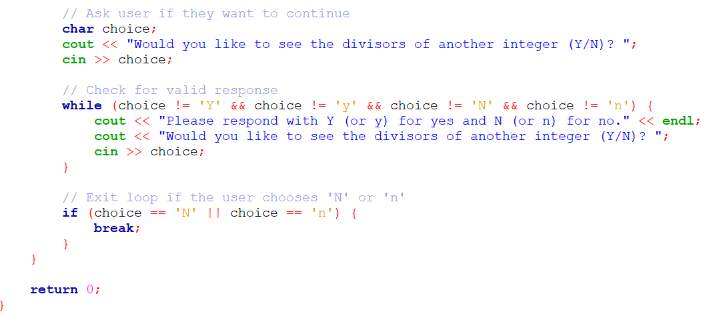 // Ask user if they want to continue
        char choice;
        cout << "Would you like to see the divisors of another integer (Y/N)? ";
        cin >> choice;

        // Check for valid response
        while (choice != 'Y' && choice != 'y' && choice != 'N' && choice != 'n') {
            cout << "Please respond with Y (or y) for yes and N (or n) for no." << endl;
            cout << "Would you like to see the divisors of another integer (Y/N)? ";
            cin >> choice;
        }

        // Exit loop if the user chooses 'N' or 'n'
        if (choice == 'N' || choice == 'n') {
            break;
        }
    }

    return 0;
}